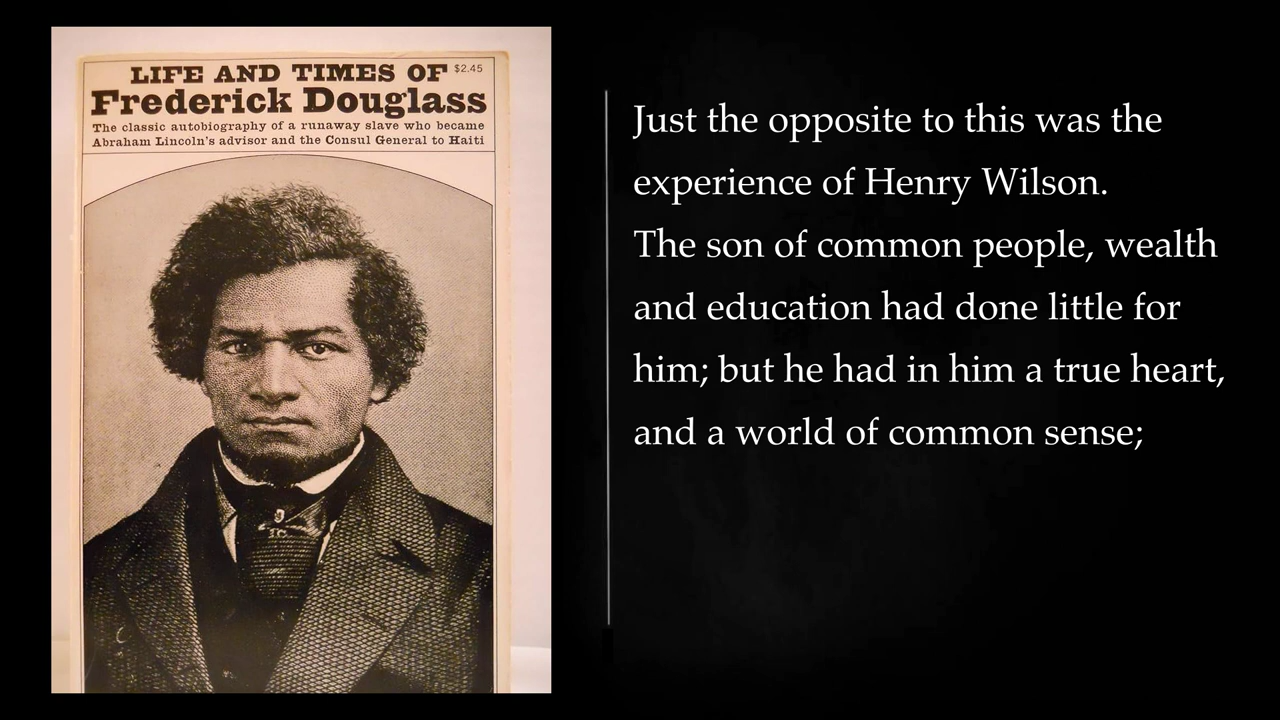 LIFE AND TIMES OF $2.45
Frederick Douglass
The classic autobiography of a runaway slave who became
Abraham Lincoln's advisor and the Consul General to Haiti
Just the opposite to this was the
experience of Henry Wilson.
The son of common people, wealth
and education had done little for
him; but he had in him a true heart,
and a world of common sense;